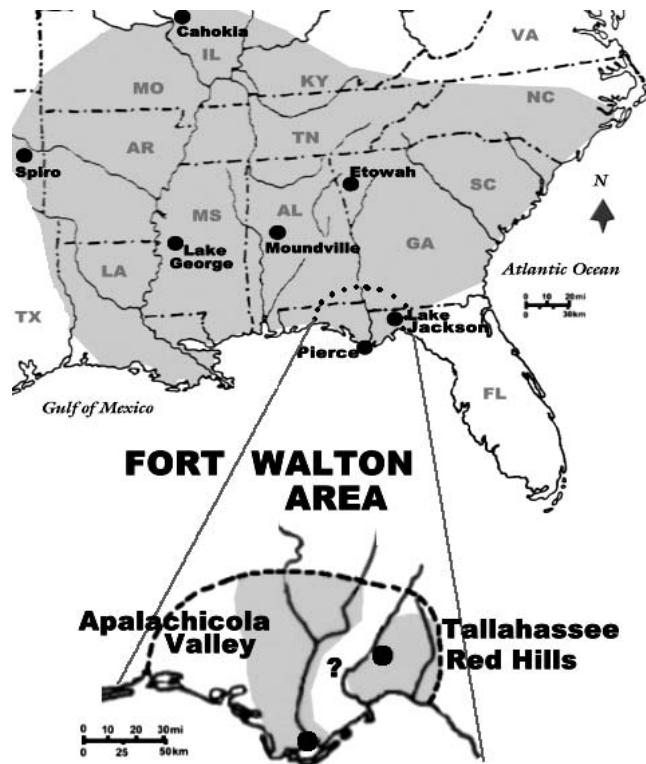 Cahokia
IL
VA
MO
KY
NC
TN
AR
Spiro
Etowah
SC
N
MS
AL
Lake
George
Moundville
GA
LA
Atlantic Ocean
0 10 20mi
0 30km
TX
Lake
Jackson
Pierce
FL
Gulf of Mexico
FORT WALTON
AREA
Apalachicola
Valley
?
Tallahassee
Red Hills
0 10 20 30mi
0 25 50km